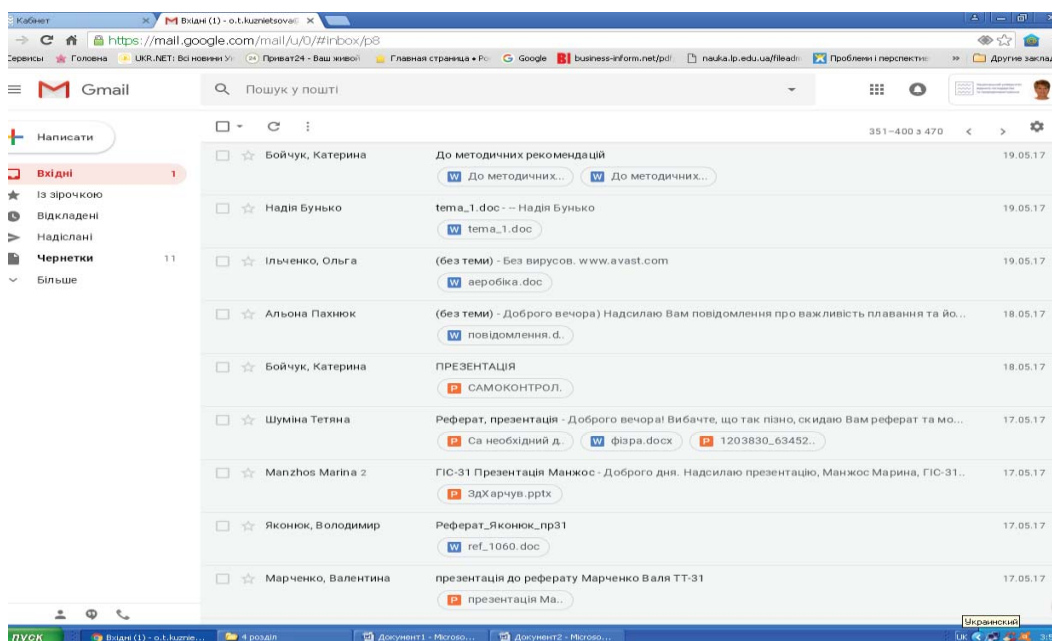 Кабінет
Вхідні (1) - o.t.kuznietsova@
https://mail.google.com/mail/u/0/#inbox/p8
Сервисы Головна UKR.NET: Всі новини Ук Приват24 - Ваш живой Главная страница • Ро Google business-inform.net/pdf nauka.lp.edu.ua/filead Проблеми і перспектив » Другие заклад
Gmail
Пошук у пошті
Написати
351–400 з 470
Вхідні 1
Із зірочкою
Відкладені
Надіслані
Чернетки 11
Більше
Бойчук, Катерина До методичних рекомендацій 19.05.17
До методичних... До методичних...
Надія Бунько tema_1.doc - – Надія Бунько 19.05.17
tema_1.doc
Ільченко, Ольга (без теми) - Без вирусов. www.avast.com 19.05.17
аеробіка.doc
Альона Пахнюк (без теми) - Доброго вечора) Надсилаю Вам повідомлення про важливість плавання та йо... 18.05.17
повідомлення.d..
Бойчук, Катерина ПРЕЗЕНТАЦІЯ 18.05.17
САМОКОНТРОЛ.
Шуміна Тетяна Реферат, презентація - Доброго вечора! Вибачте, що так пізно, скидаю Вам реферат та мо... 17.05.17
Са необхідний д.. фізра.docx 1203830_63452..
Manzhos Marina 2 ГІС-31 Презентація Манжос - Доброго дня. Надсилаю презентацію, Манжос Марина, ГІС-31.. 17.05.17
ЗдХарчув.pptx
Яконюк, Володимир Реферат_Яконюк_пр31 17.05.17
ref_1060.doc
Марченко, Валентина презентація до реферату Марченко Валя ТТ-31 17.05.17
презентація Ма..
Украинский
пуск Вхідні (1) - o.t.kuznie... 4 розділ Документ1 - Microso... Документ2 - Microso... UK